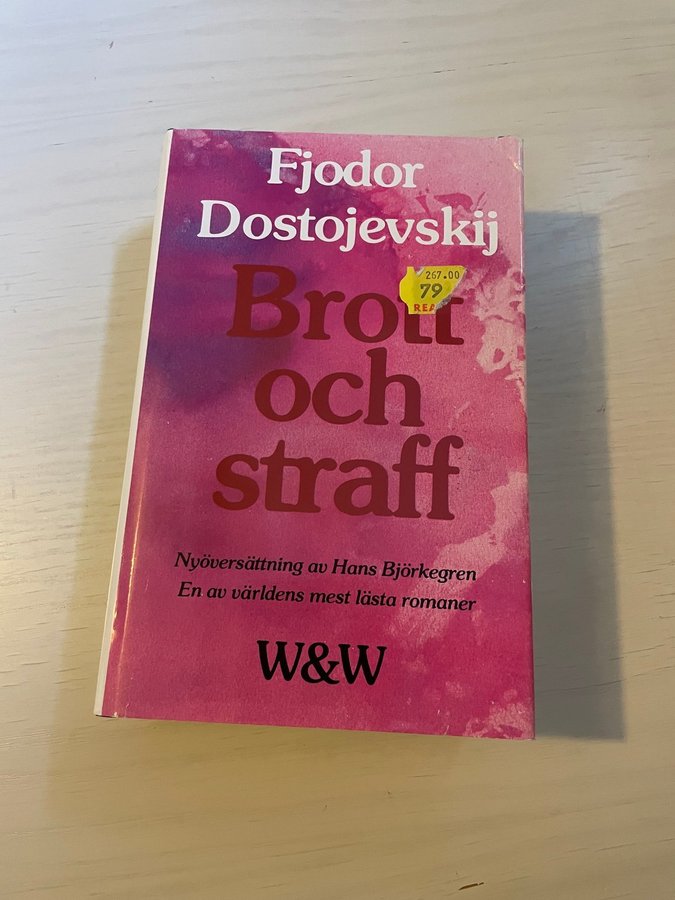 Fjodor
Dostojevskij
267.00
79
REA
Brott
och
straff
Nyöversättning av Hans Björkegren
En av världens mest lästa romaner
W&W